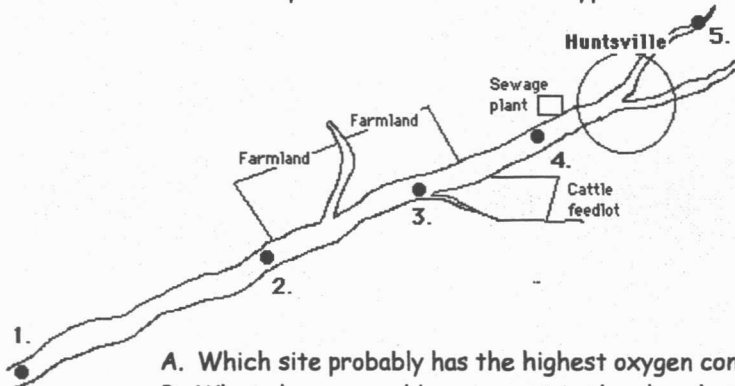 Huntsville
5.
Sewage
plant
Farmland
Farmland
4.
Cattle
feedlot
3.
2.
1.
A. Which site probably has the highest oxygen con